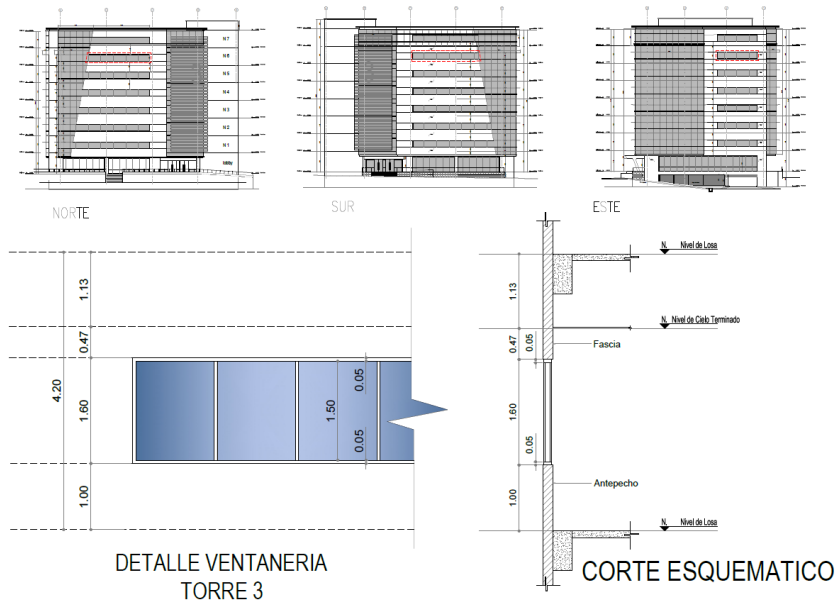 N7
N6
N5
N4
N3
N2
N1
lobby
NORTE
SUR
ESTE
4.20
1.13
0.47
1.60
1.00
1.50
0.05
0.05
DETALLE VENTANERIA
TORRE 3
1.13
0.47
0.05
1.60
0.05
1.00
N. Nivel de Losa
N. Nivel de Cielo Terminado
Fascia
Antepecho
N. Nivel de Losa
CORTE ESQUEMATICO